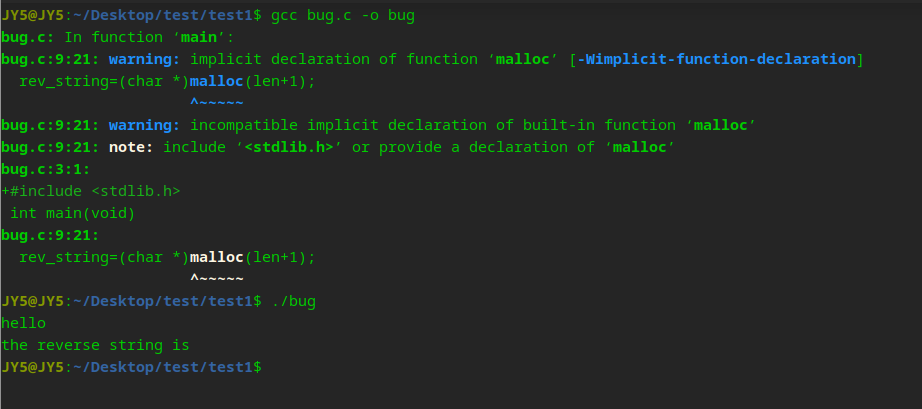 JY5@JY5:~/Desktop/test/test1$ gcc bug.c -o bug
bug.c: In function ‘main’:
bug.c:9:21: warning: implicit declaration of function ‘malloc’ [-Wimplicit-function-declaration]
  rev_string=(char *)malloc(len+1);
                     ^~~~~~
bug.c:9:21: warning: incompatible implicit declaration of built-in function ‘malloc’
bug.c:9:21: note: include ‘<stdlib.h>’ or provide a declaration of ‘malloc’
bug.c:3:1:
+#include <stdlib.h>
 int main(void)
bug.c:9:21:
  rev_string=(char *)malloc(len+1);
                     ^~~~~~
JY5@JY5:~/Desktop/test/test1$ ./bug
hello
the reverse string is
JY5@JY5:~/Desktop/test/test1$